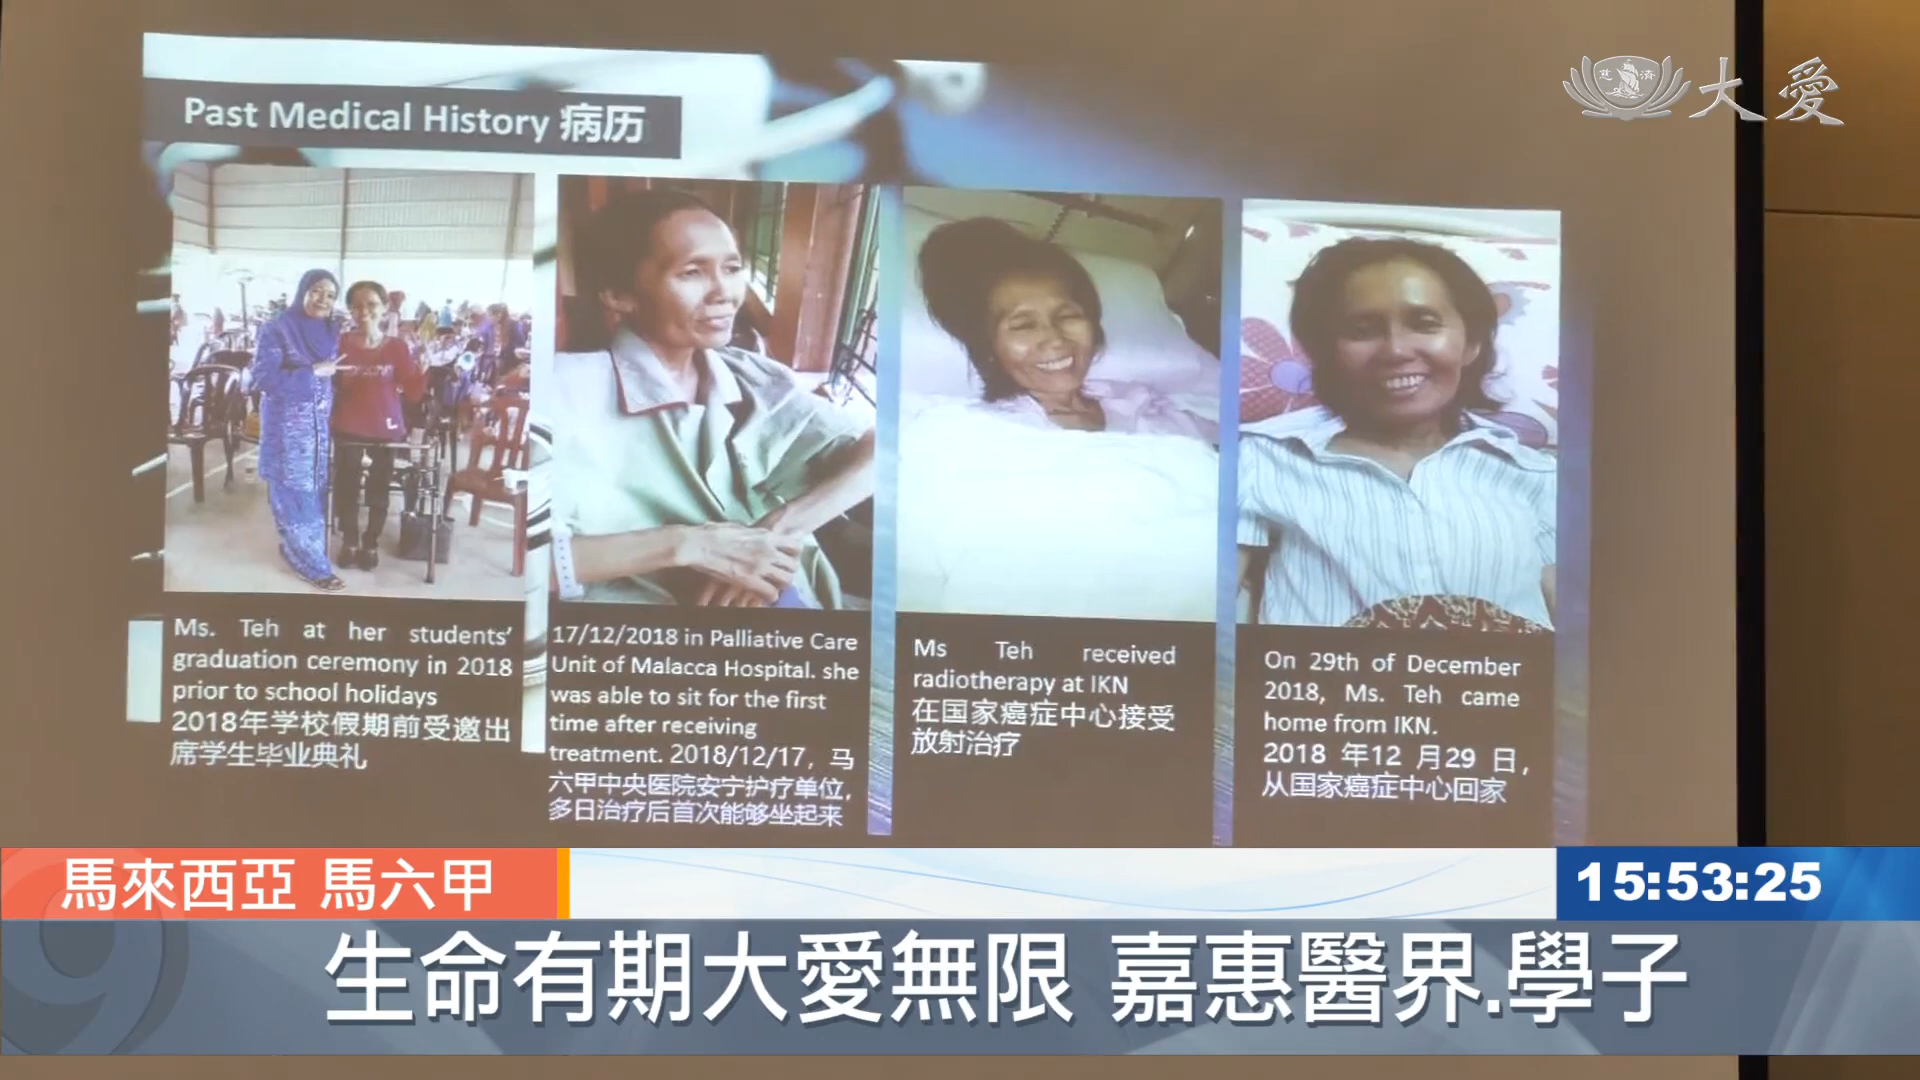 慈濟
大愛
Past Medical History 病历
Ms. Teh at her students’
graduation ceremony in 2018
prior to school holidays
2018年学校假期前受邀出
席学生毕业典礼
17/12/2018 in Palliative Care
Unit of Malacca Hospital. she
was able to sit for the first
time after receiving
treatment. 2018/12/17，马
六甲中央医院安宁护疗单位，
多日治疗后首次能够坐起来
Ms Teh received
radiotherapy at IKN
在国家癌症中心接受
放射治疗
On 29th of December
2018, Ms. Teh came
home from IKN.
2018 年12 月29 日，
从国家癌症中心回家
馬來西亞 馬六甲
15:53:25
生命有期大愛無限 嘉惠醫界.學子